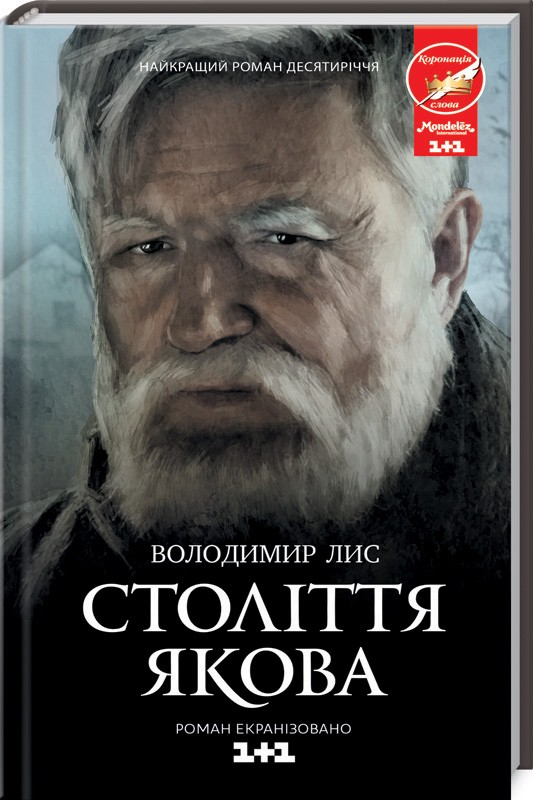 НАЙКРАЩИЙ РОМАН ДЕСЯТИРІЧЧЯ
Коронація
слова
Mondelēz
International
1+1
ВОЛОДИМИР ЛИС
СТОЛІТТЯ
ЯКОВА
РОМАН ЕКРАНІЗОВАНО
1+1